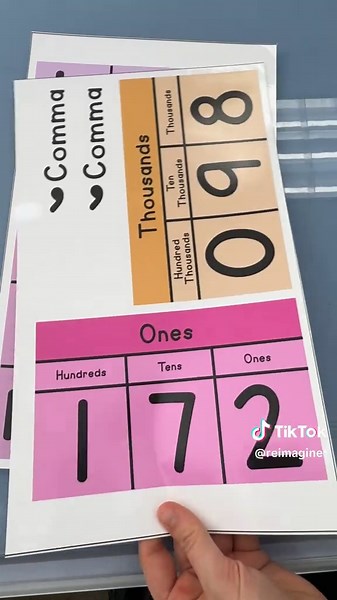 , Comma
, Comma
Thousands
Hundred Thousands
Ten Thousands
Thousands
0 9 8
Ones
Hundreds Tens Ones
1 7 2
TikTok
@reimagine